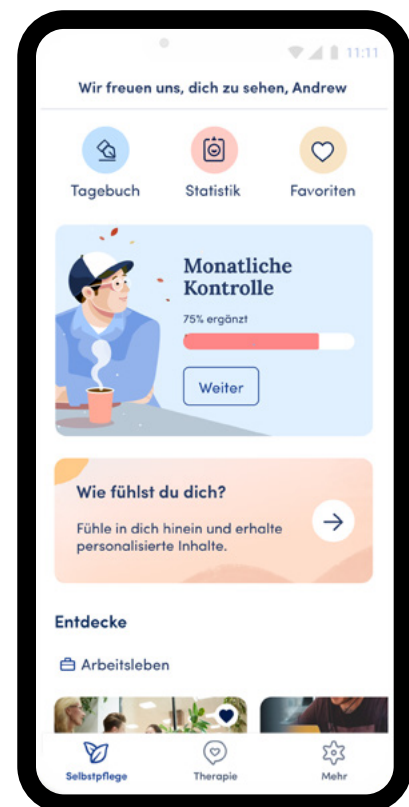 11:11
Wir freuen uns, dich zu sehen, Andrew
Tagebuch
Statistik
Favoriten
Monatliche
Kontrolle
75% ergänzt
Weiter
Wie fühlst du dich?
Fühle in dich hinein und erhalte
personalisierte Inhalte.
Entdecke
Arbeitsleben
Selbstpflege
Therapie
Mehr